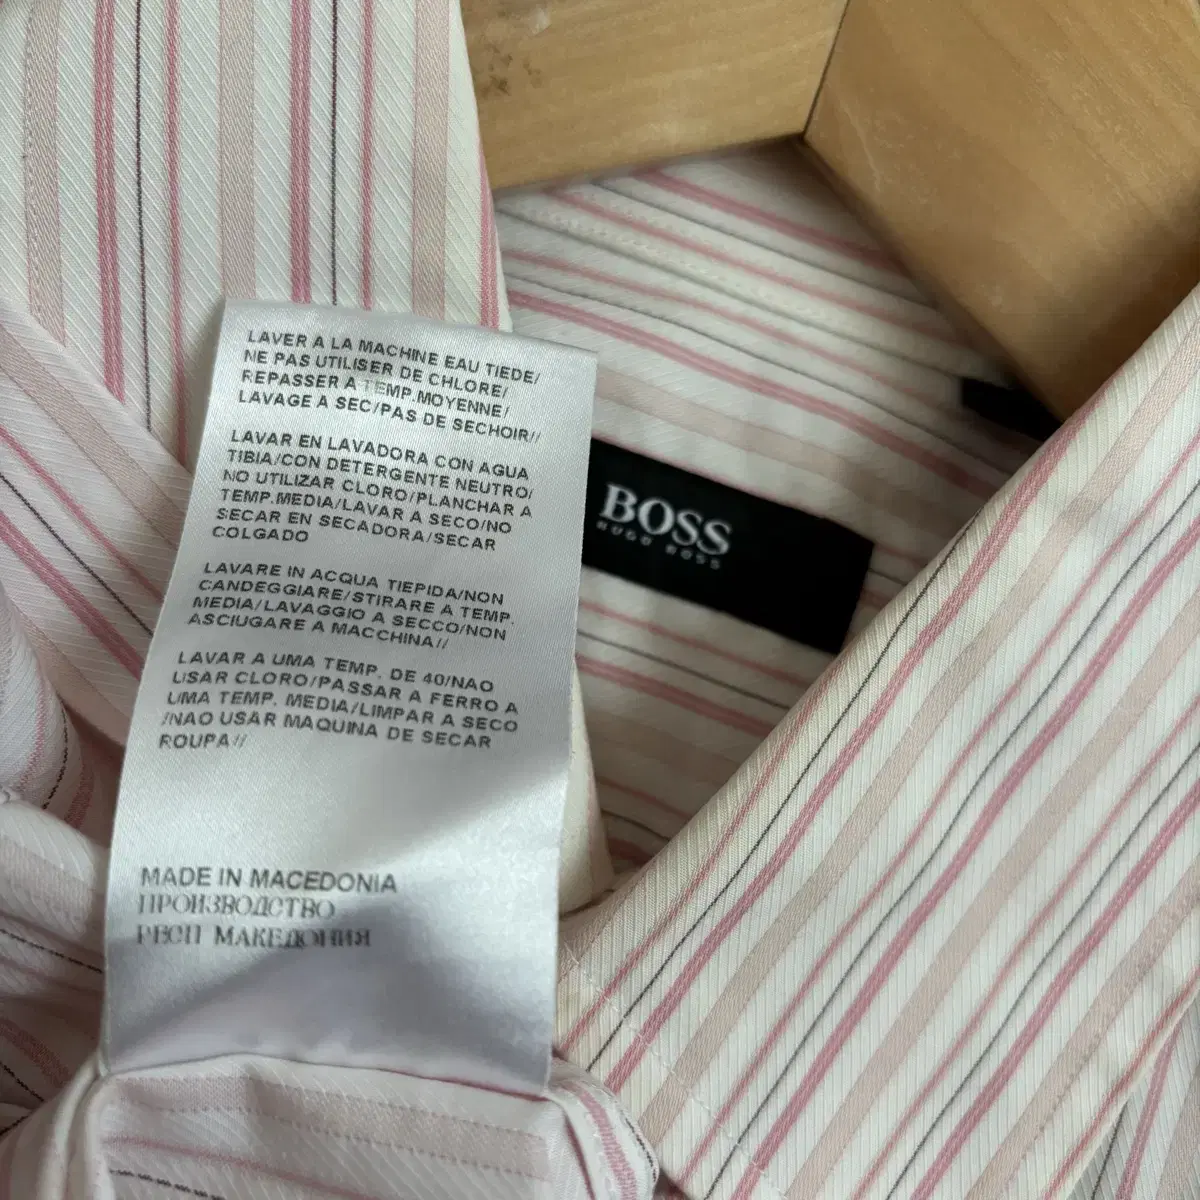 LAVER A LA MACHINE EAU TIEDE/
NE PAS UTILISER DE CHLORE/
REPASSER A TEMP.MOYENNE/
LAVAGE A SEC/PAS DE SECHOIR//
LAVAR EN LAVADORA CON AGUA
TIBIA/CON DETERGENTE NEUTRO/
NO UTILIZAR CLORO/PLANCHAR A
TEMP.MEDIA/LAVAR A SECO/NO
SECAR EN SECADORA/SECAR
COLGADO
LAVARE IN ACQUA TIEPIDA/NON
CANDEGGIARE/STIRARE A TEMP.
MEDIA/LAVAGGIO A SECCO/NON
ASCIUGARE A MACCHINA//
LAVAR A UMA TEMP. DE 40/NAO
USAR CLORO/PASSAR A FERRO A
UMA TEMP. MEDIA/LIMPAR A SECO
/NAO USAR MAQUINA DE SECAR
ROUPA//
MADE IN MACEDONIA
ПРОИЗВОДСТВО
РЕСП МАКЕДОНИЯ
BOSS
HUGO BOSS